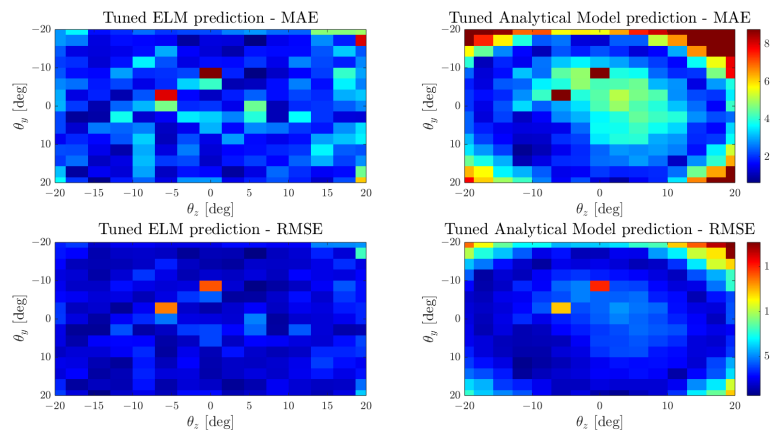 Tuned ELM prediction - MAE
Tuned Analytical Model prediction - MAE
−20
−10
0
10
20
θy [deg]
−20 −15 −10 −5 0 5 10 15 20
θz [deg]
−20
−10
0
10
20
θy [deg]
−20 −10 0 10 20
θz [deg]
8
6
4
2
Tuned ELM prediction - RMSE
Tuned Analytical Model prediction - RMSE
−20
−10
0
10
20
θy [deg]
−20 −15 −10 −5 0 5 10 15 20
θz [deg]
−20
−10
0
10
20
θy [deg]
−20 −10 0 10 20
θz [deg]
1
1
5